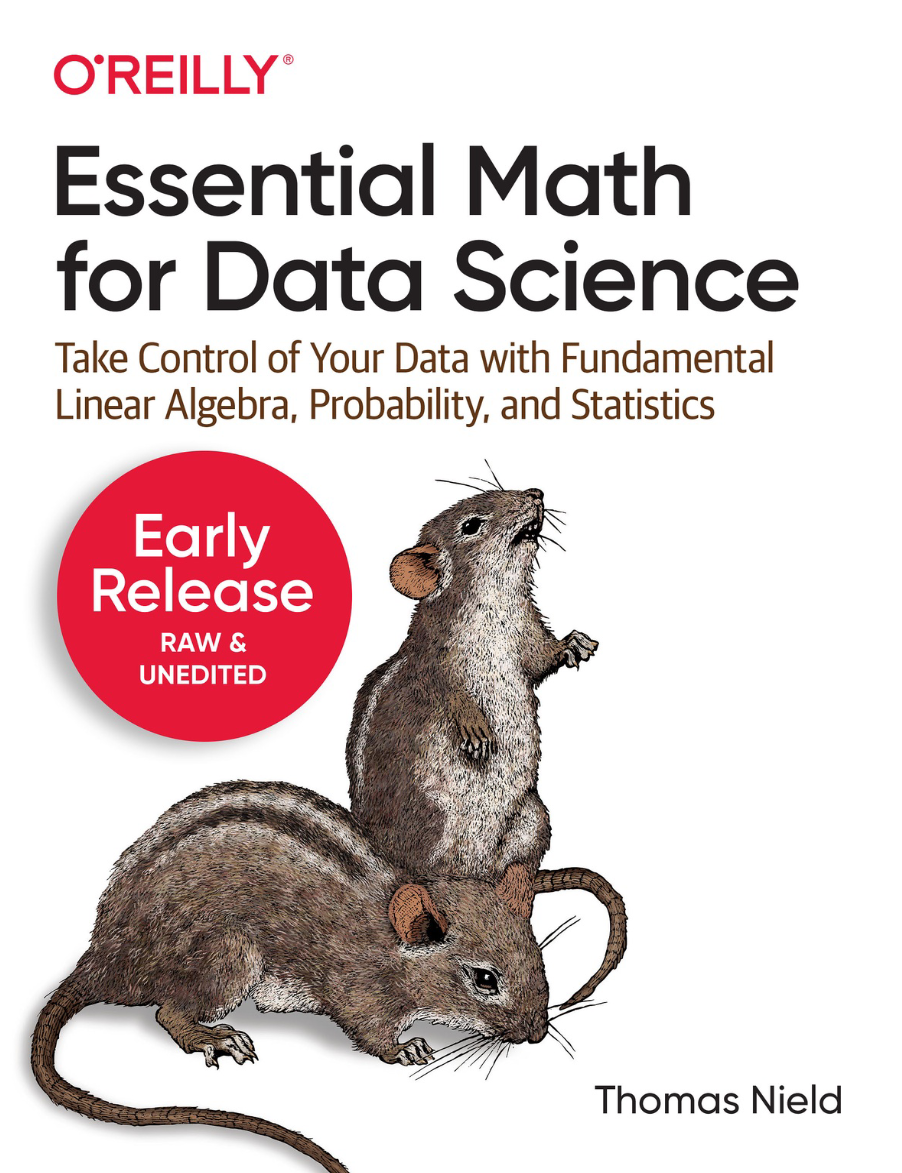 O'REILLY®
Essential Math
for Data Science
Take Control of Your Data with Fundamental
Linear Algebra, Probability, and Statistics
Early
Release
RAW &
UNEDITED
Thomas Nield